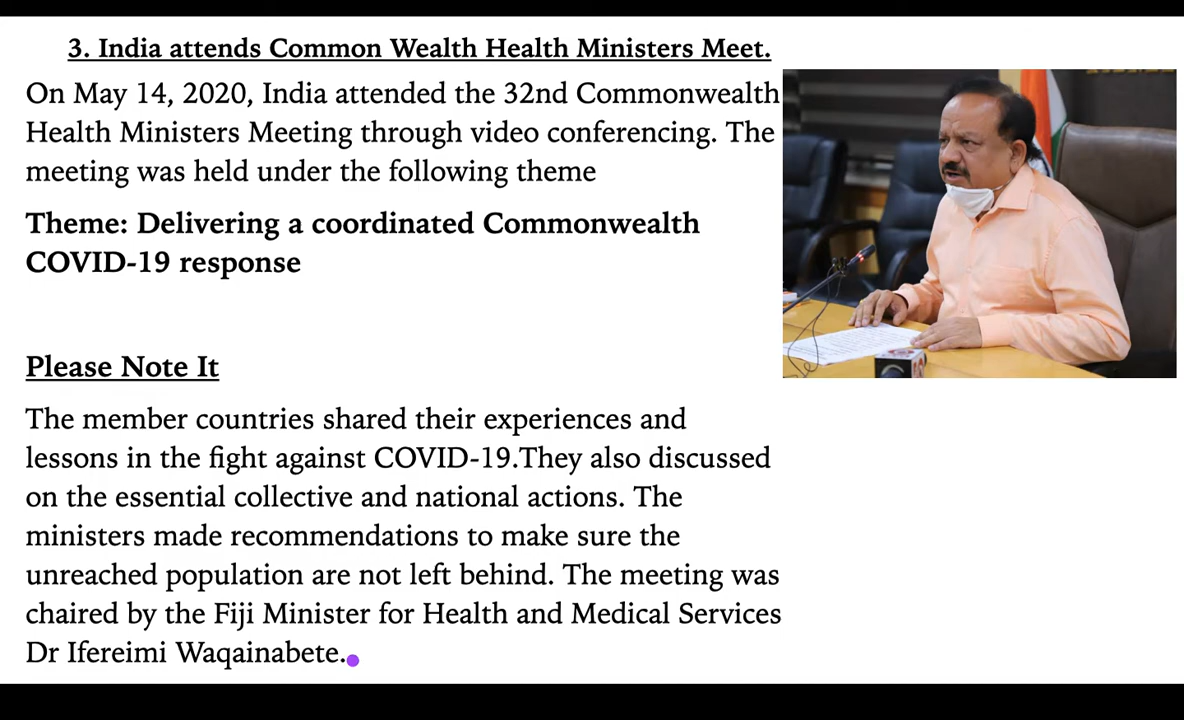 3. India attends Common Wealth Health Ministers Meet.
On May 14, 2020, India attended the 32nd Commonwealth
Health Ministers Meeting through video conferencing. The
meeting was held under the following theme
Theme: Delivering a coordinated Commonwealth
COVID-19 response
Please Note It
The member countries shared their experiences and
lessons in the fight against COVID-19.They also discussed
on the essential collective and national actions. The
ministers made recommendations to make sure the
unreached population are not left behind. The meeting was
chaired by the Fiji Minister for Health and Medical Services
Dr Ifereimi Waqainabete.